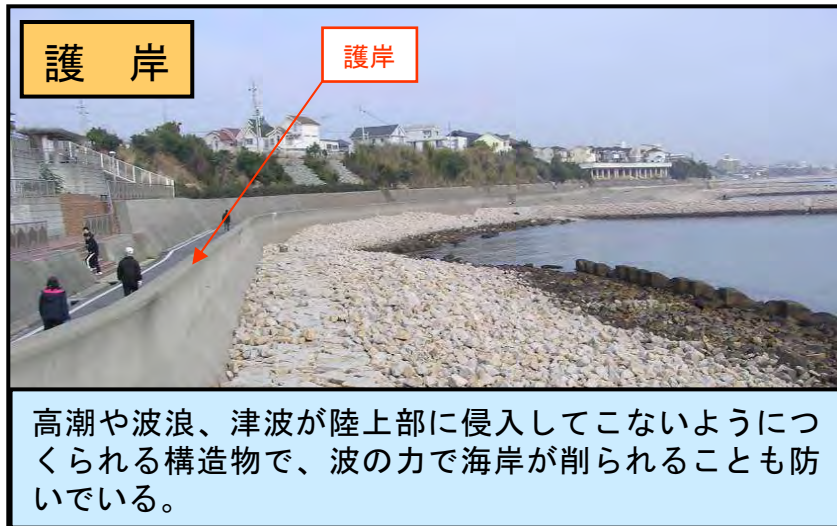 護　岸
護岸
高潮や波浪、津波が陸上部に侵入してこないようにつ
くられる構造物で、波の力で海岸が削られることも防
いでいる。